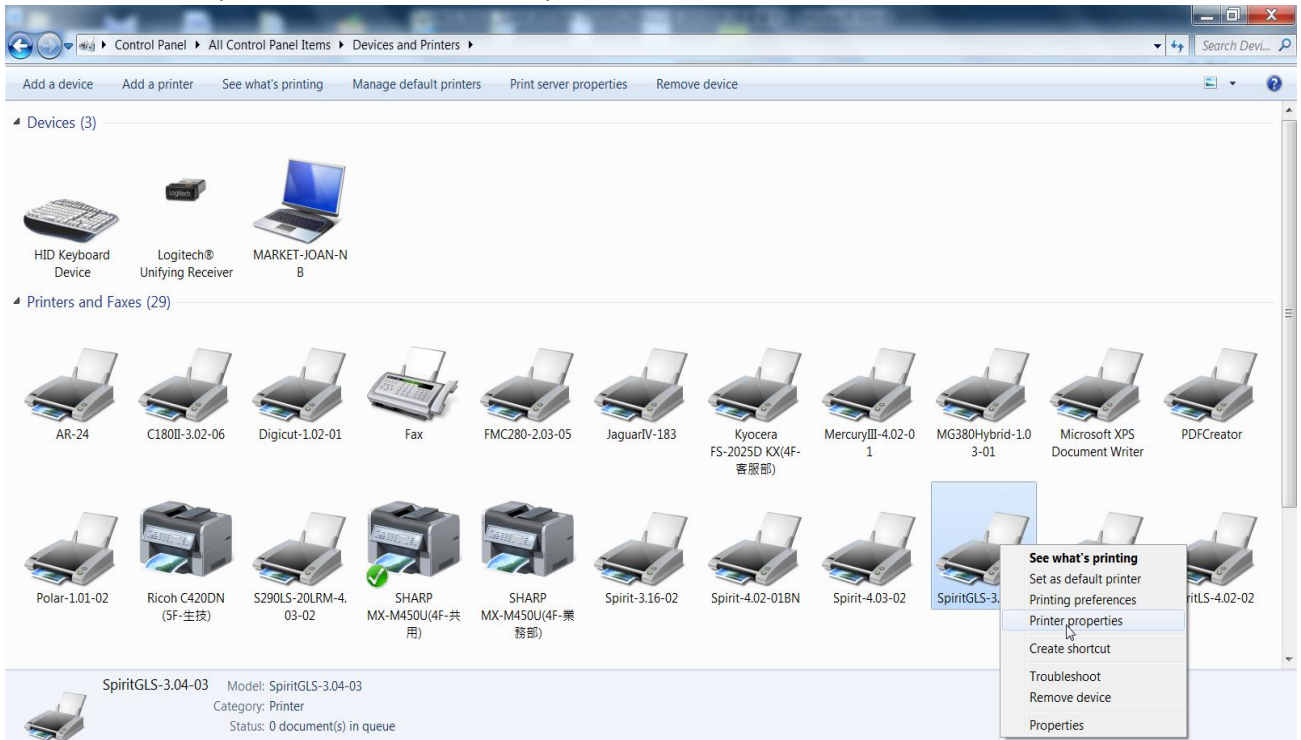 Control Panel ▸ All Control Panel Items ▸ Devices and Printers ▸
Search Devi...
Add a device Add a printer See what's printing Manage default printers Print server properties Remove device
Devices (3)
Logitech
HID Keyboard Device
Logitech® Unifying Receiver
MARKET-JOAN-NB
Printers and Faxes (29)
AR-24
C180II-3.02-06
Digicut-1.02-01
Fax
FMC280-2.03-05
JaguarIV-183
Kyocera
FS-2025D KX(4F-
客服部)
MercuryIII-4.02-0
1
MG380Hybrid-1.0
3-01
Microsoft XPS
Document Writer
PDFCreator
Polar-1.01-02
Ricoh C420DN
(5F-生技)
S290LS-20LRM-4.
03-02
SHARP
MX-M450U(4F-共
用)
SHARP
MX-M450U(4F-業
務部)
Spirit-3.16-02
Spirit-4.02-01BN
Spirit-4.03-02
SpiritGLS-3.
ritLS-4.02-02
See what's printing
Set as default printer
Printing preferences
Printer properties
Create shortcut
Troubleshoot
Remove device
Properties
SpiritGLS-3.04-03 Model: SpiritGLS-3.04-03
Category: Printer
Status: 0 document(s) in queue